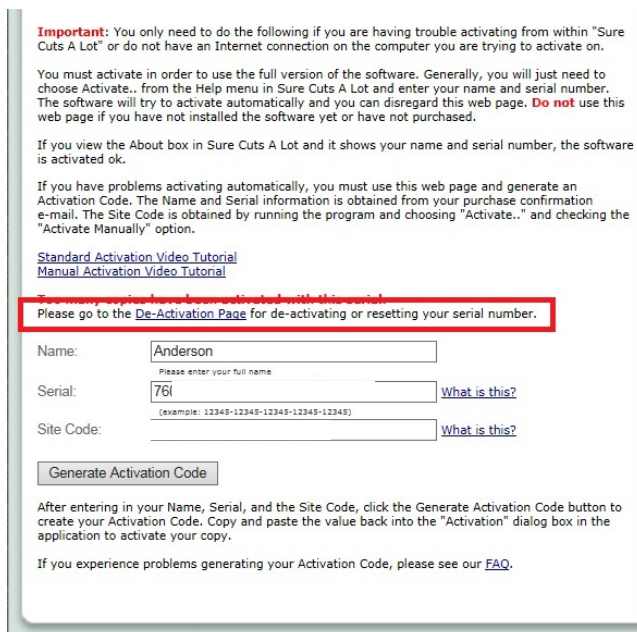 Important: You only need to do the following if you are having trouble activating from within "Sure
Cuts A Lot" or do not have an Internet connection on the computer you are trying to activate on.
You must activate in order to use the full version of the software. Generally, you will just need to
choose Activate.. from the Help menu in Sure Cuts A Lot and enter your name and serial number.
The software will try to activate automatically and you can disregard this web page. Do not use this
web page if you have not installed the software yet or have not purchased.
If you view the About box in Sure Cuts A Lot and it shows your name and serial number, the software
is activated ok.
If you have problems activating automatically, you must use this web page and generate an
Activation Code. The Name and Serial information is obtained from your purchase confirmation
e-mail. The Site Code is obtained by running the program and choosing "Activate.." and checking the
"Activate Manually" option.
Standard Activation Video Tutorial
Manual Activation Video Tutorial
Too many copies have been activated with this serial.
Please go to the De-Activation Page for de-activating or resetting your serial number.
Name: Anderson
Please enter your full name
Serial: 76 What is this?
(example: 12345-12345-12345-12345-12345)
Site Code: What is this?
Generate Activation Code
After entering in your Name, Serial, and the Site Code, click the Generate Activation Code button to
create your Activation Code. Copy and paste the value back into the "Activation" dialog box in the
application to activate your copy.
If you experience problems generating your Activation Code, please see our FAQ.